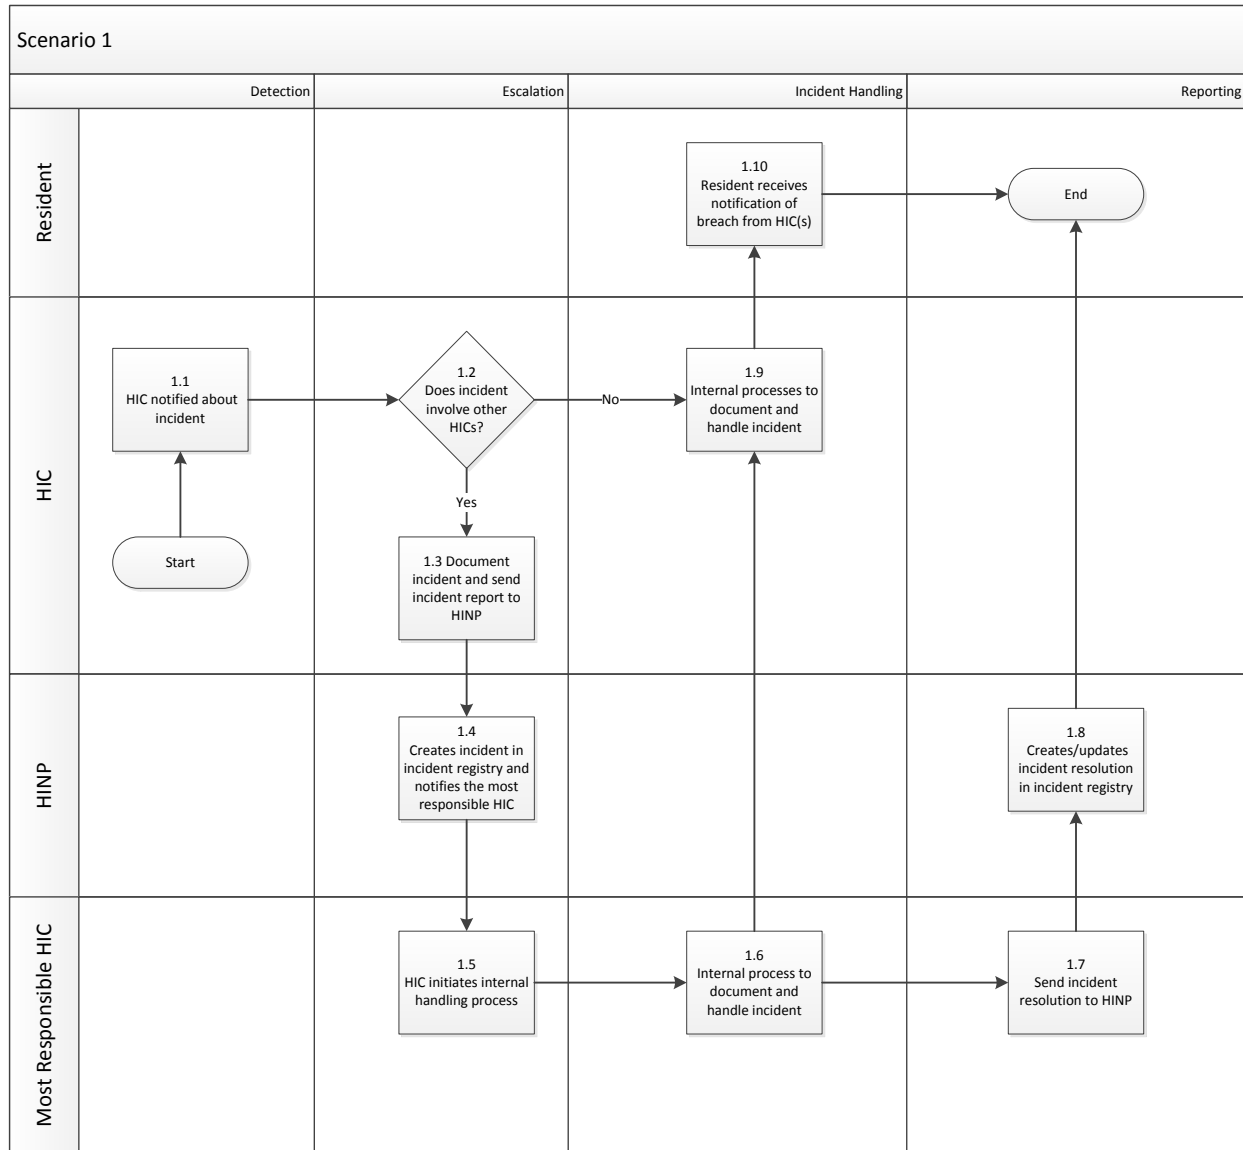 Scenario 1
Detection
Escalation
Incident Handling
Reporting
Resident
1.10
Resident receives
notification of
breach from HIC(s)
End
HIC
1.1
HIC notified about
incident
1.2
Does incident
involve other
HICs?
No
1.9
Internal processes to
document and
handle incident
Yes
Start
1.3 Document
incident and send
incident report to
HINP
HINP
1.4
Creates incident in
incident registry and
notifies the most
responsible HIC
1.8
Creates/updates
incident resolution
in incident registry
Most Responsible HIC
1.5
HIC initiates internal
handling process
1.6
Internal process to
document and
handle incident
1.7
Send incident
resolution to HINP